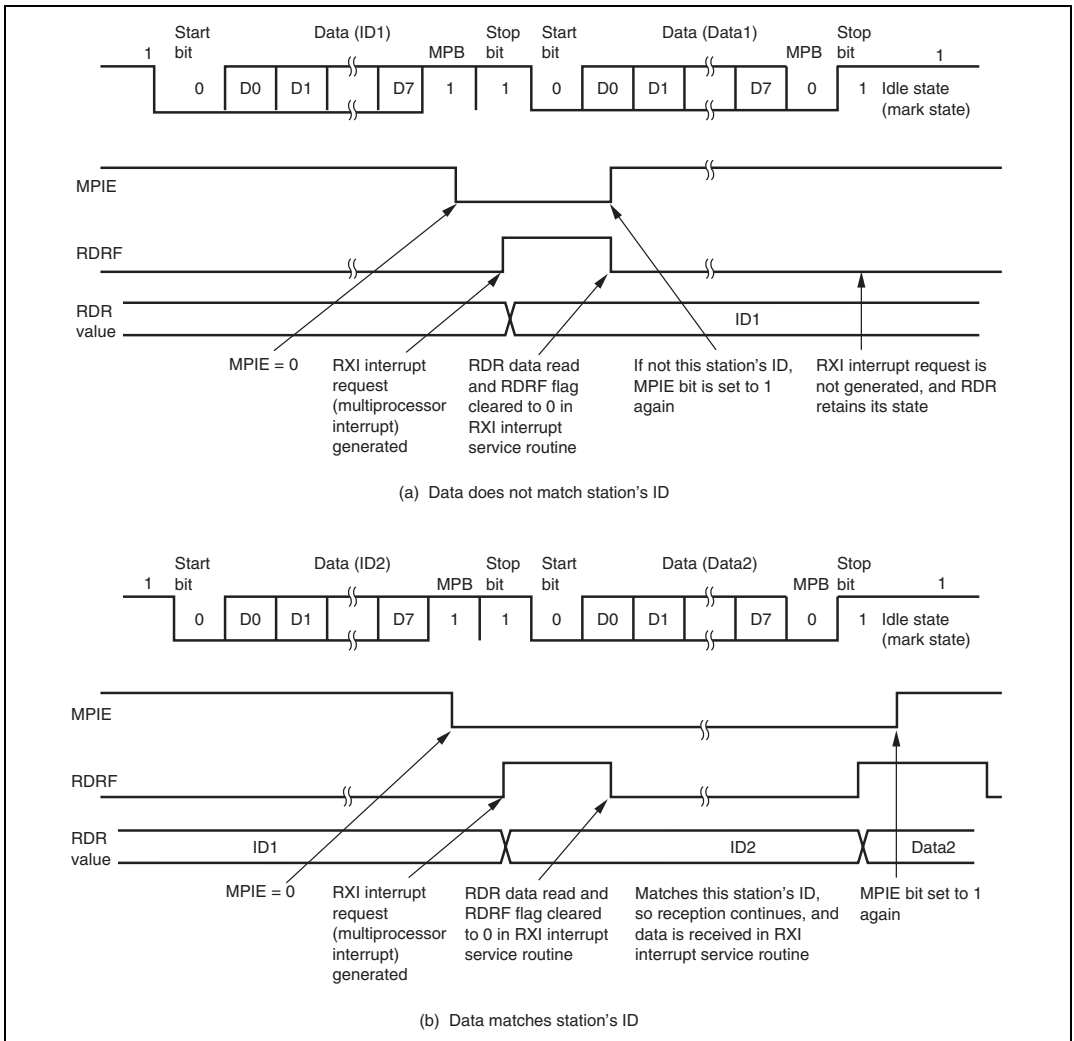 Start bit
Data (ID1)
MPB
Stop bit
Start bit
Data (Data1)
MPB
Stop bit
1
1
0 D0 D1 D7 1 1 0 D0 D1 D7 0 1 Idle state (mark state)
MPIE
RDRF
RDR value
ID1
MPIE = 0
RXI interrupt
request
(multiprocessor
interrupt)
generated
RDR data read
and RDRF flag
cleared to 0 in
RXI interrupt
service routine
If not this station's ID,
MPIE bit is set to 1
again
RXI interrupt request is
not generated, and RDR
retains its state
(a) Data does not match station's ID
Start bit
Data (ID2)
MPB
Stop bit
Start bit
Data (Data2)
MPB
Stop bit
1
1
0 D0 D1 D7 1 1 0 D0 D1 D7 0 1 Idle state (mark state)
MPIE
RDRF
RDR value
ID1
ID2
Data2
MPIE = 0
RXI interrupt
request
(multiprocessor
interrupt)
generated
RDR data read and
RDRF flag cleared
to 0 in RXI interrupt
service routine
Matches this station's ID,
so reception continues, and
data is received in RXI
interrupt service routine
MPIE bit set to 1
again
(b) Data matches station's ID